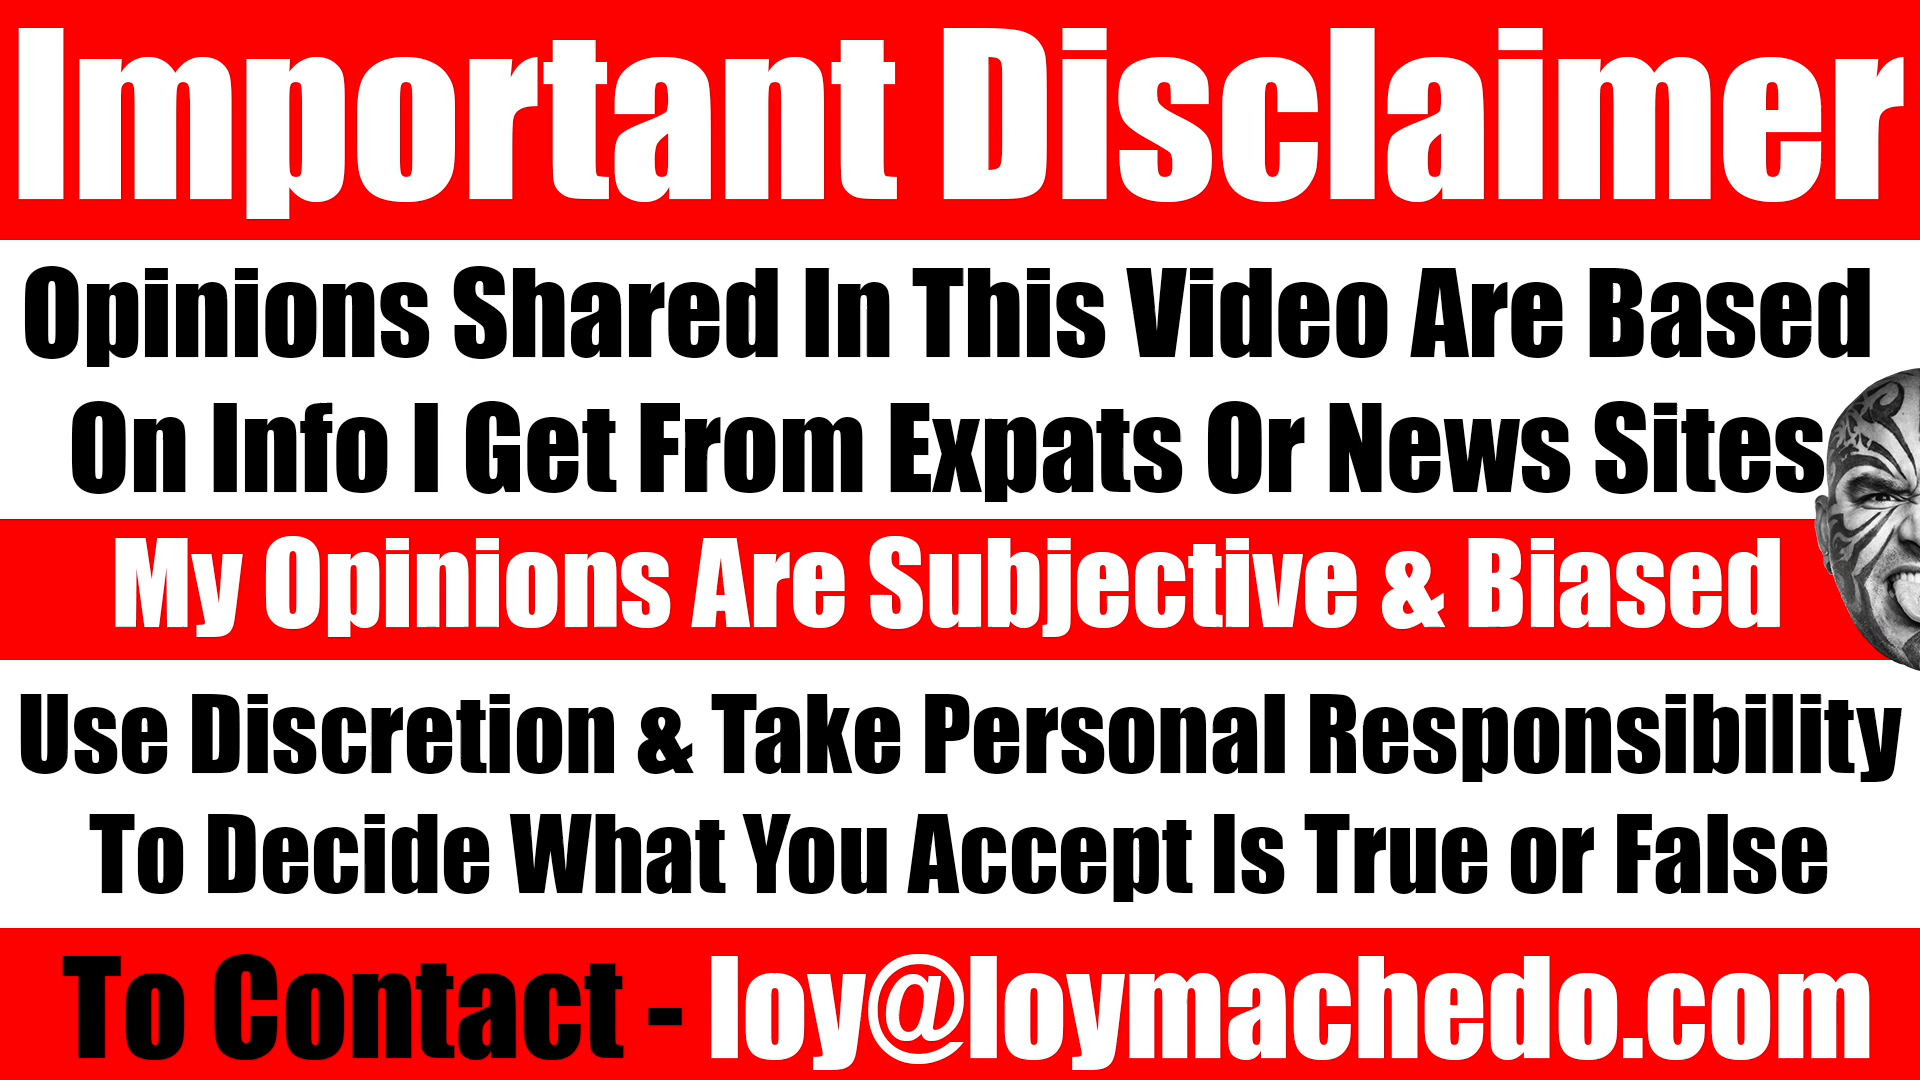 Important Disclaimer
Opinions Shared In This Video Are Based
On Info I Get From Expats Or News Sites
My Opinions Are Subjective & Biased
Use Discretion & Take Personal Responsibility
To Decide What You Accept Is True or False
To Contact - loy@loymachedo.com